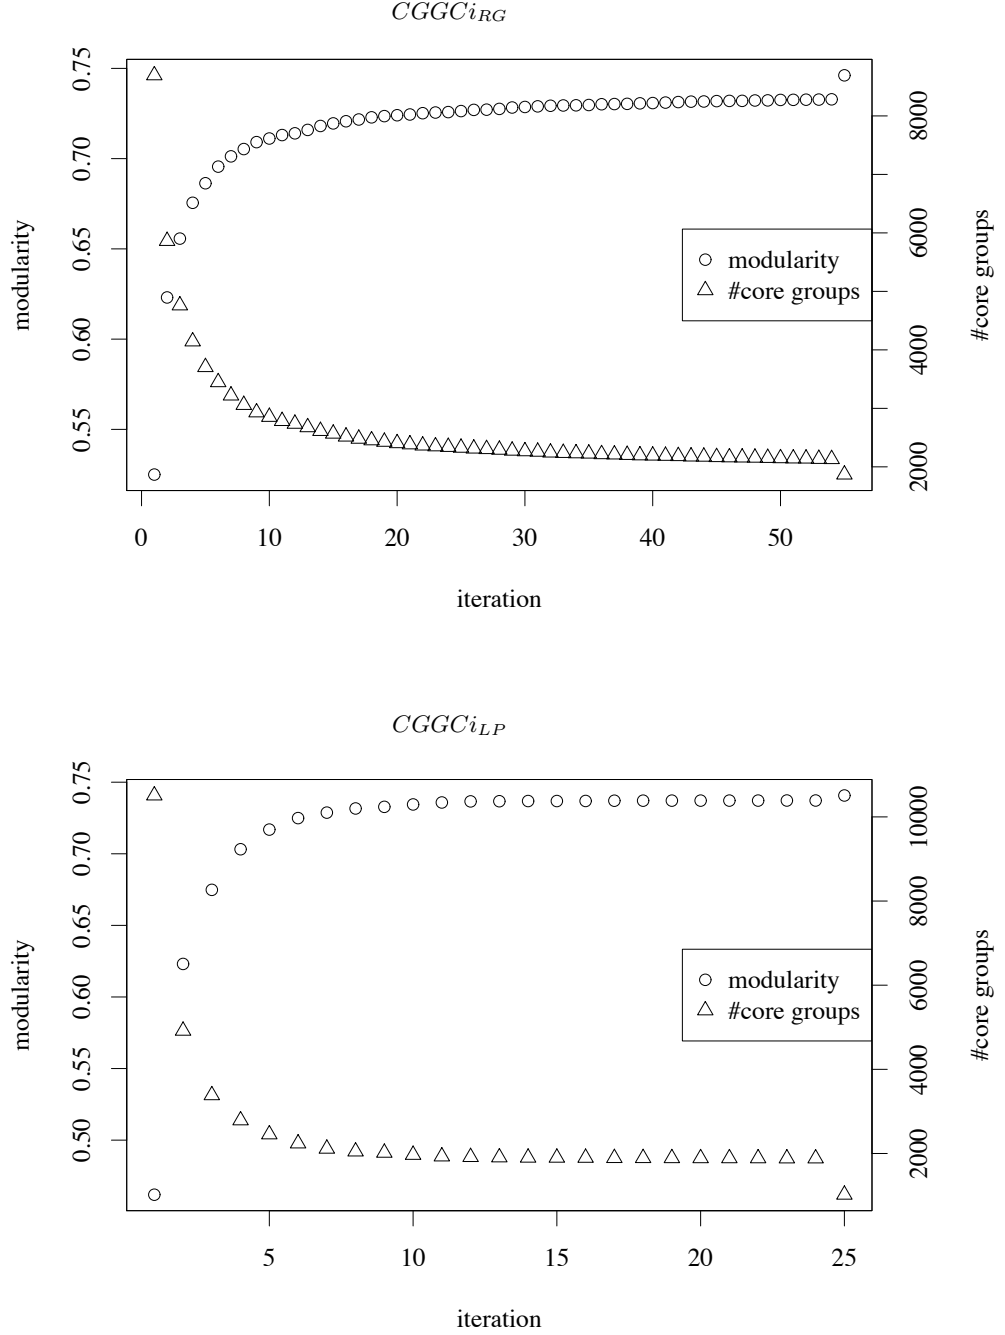 CGGCi_RG
0.75
0.70
0.65
0.60
0.55
modularity
8000
6000
4000
2000
#core groups
modularity
#core groups
0 10 20 30 40 50
iteration
CGGCi_LP
0.75
0.70
0.65
0.60
0.55
0.50
modularity
10000
8000
6000
4000
2000
#core groups
modularity
#core groups
5 10 15 20 25
iteration